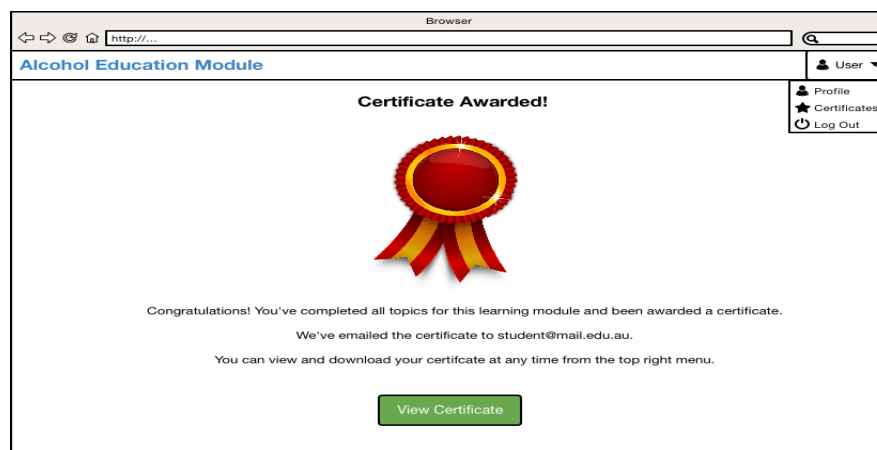 Browser
http://...
Alcohol Education Module
User
Profile
Certificates
Log Out
Certificate Awarded!
Congratulations! You've completed all topics for this learning module and been awarded a certificate.
We've emailed the certificate to student@mail.edu.au.
You can view and download your certifcate at any time from the top right menu.
View Certificate